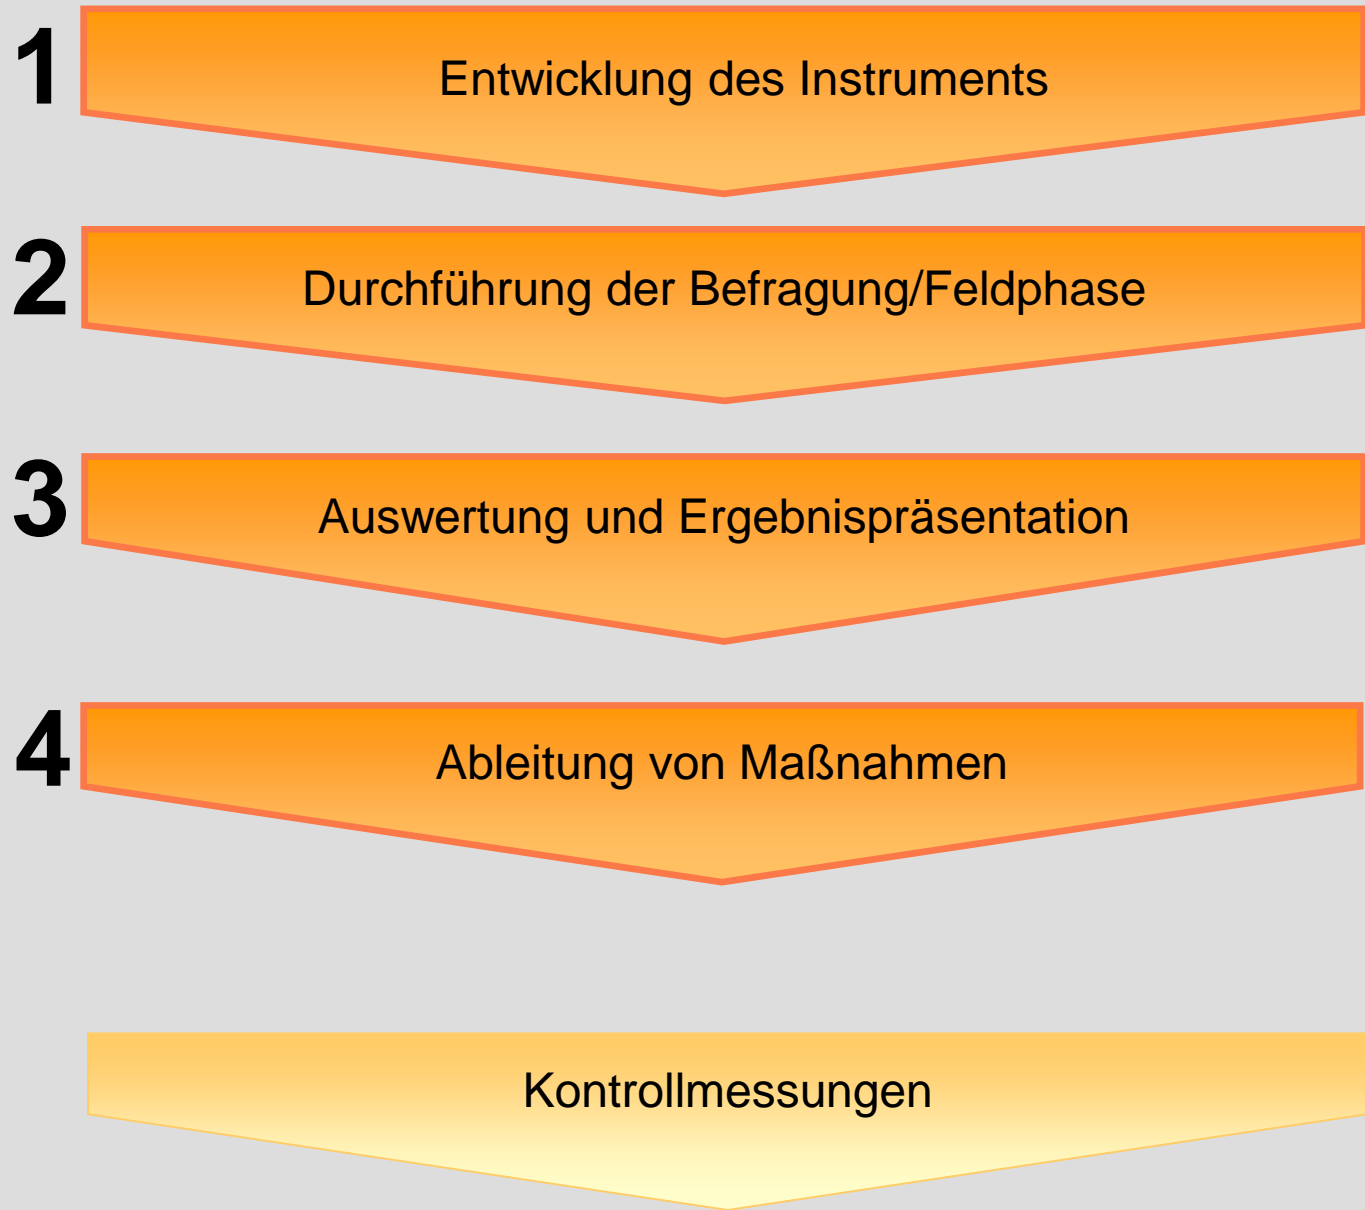 1
Entwicklung des Instruments
2
Durchführung der Befragung/Feldphase
3
Auswertung und Ergebnispräsentation
4
Ableitung von Maßnahmen
Kontrollmessungen